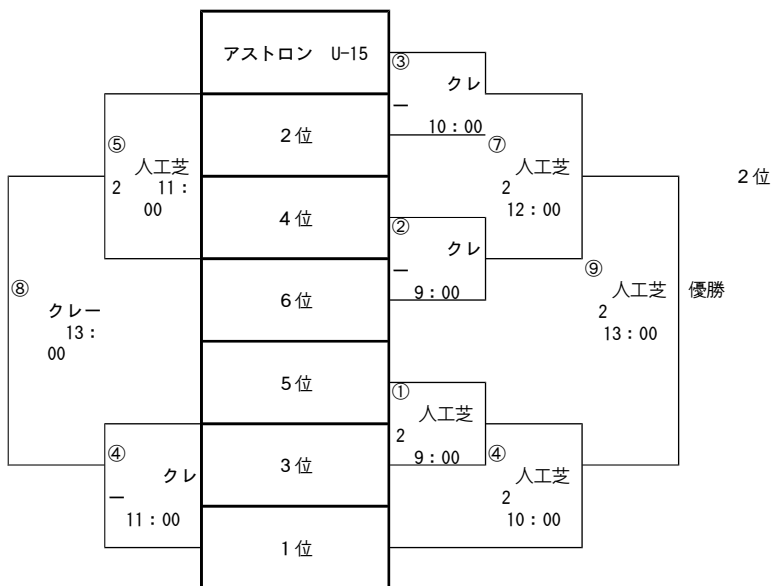 アストロン U-15
③
クレ
ー
10：00
2位
⑤
人工芝
2 11：
00
⑦
人工芝
2
12：00
2位
4位
②
クレ
ー
9：00
⑧
クレー
13：
00
6位
⑨
人工芝
2
13：00
優勝
5位
①
人工芝
2
9：00
④
クレ
ー
11：00
3位
④
人工芝
2
10：00
1位